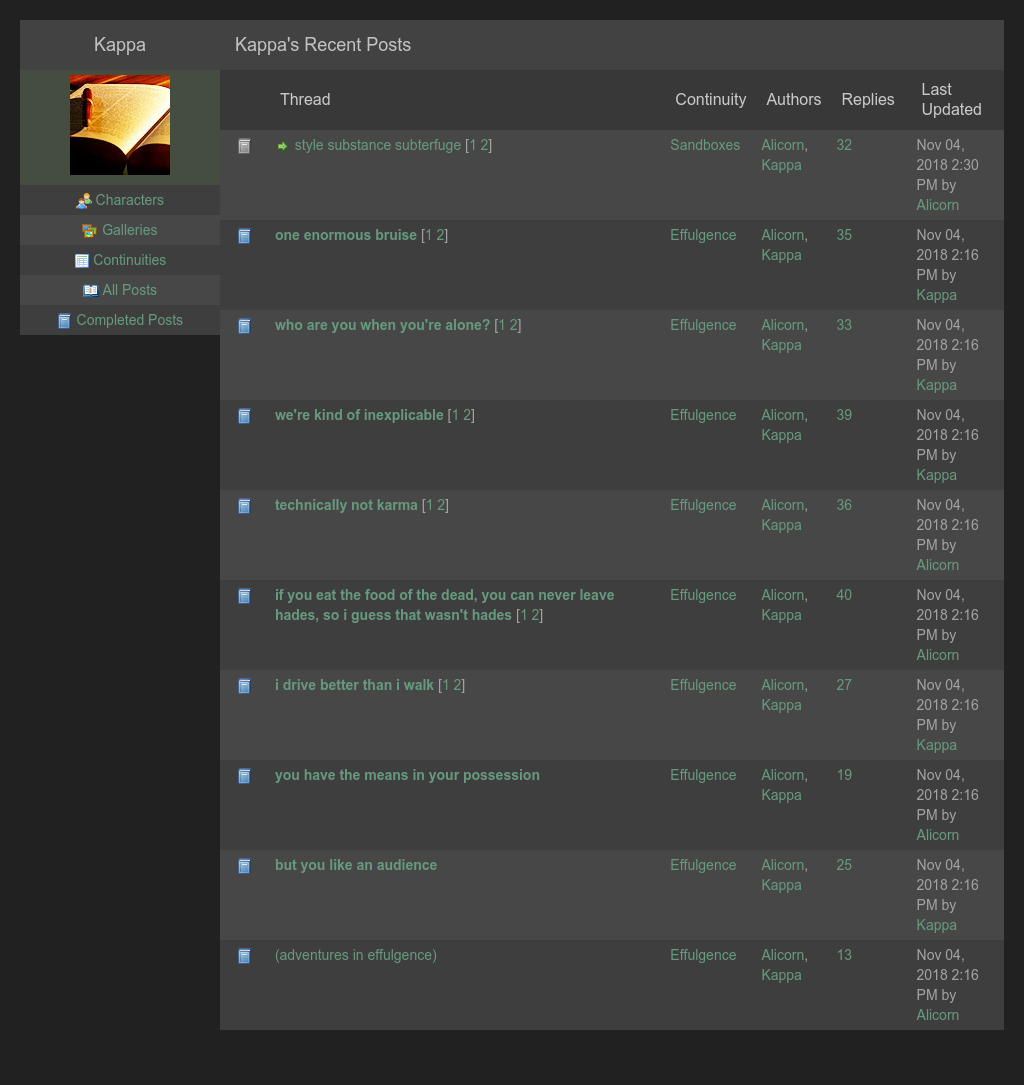 Kappa
Characters
Galleries
Continuities
All Posts
Completed Posts
Kappa's Recent Posts
Thread Continuity Authors Replies Last
Updated
style substance subterfuge [1 2] Sandboxes Alicorn, 32 Nov 04,
Kappa 2018 2:30
PM by
Alicorn
one enormous bruise [1 2] Effulgence Alicorn, 35 Nov 04,
Kappa 2018 2:16
PM by
Kappa
who are you when you're alone? [1 2] Effulgence Alicorn, 33 Nov 04,
Kappa 2018 2:16
PM by
Kappa
we're kind of inexplicable [1 2] Effulgence Alicorn, 39 Nov 04,
Kappa 2018 2:16
PM by
Kappa
technically not karma [1 2] Effulgence Alicorn, 36 Nov 04,
Kappa 2018 2:16
PM by
Alicorn
if you eat the food of the dead, you can never leave Effulgence Alicorn, 40 Nov 04,
hades, so i guess that wasn't hades [1 2] Kappa 2018 2:16
PM by
Alicorn
i drive better than i walk [1 2] Effulgence Alicorn, 27 Nov 04,
Kappa 2018 2:16
PM by
Kappa
you have the means in your possession Effulgence Alicorn, 19 Nov 04,
Kappa 2018 2:16
PM by
Alicorn
but you like an audience Effulgence Alicorn, 25 Nov 04,
Kappa 2018 2:16
PM by
Kappa
(adventures in effulgence) Effulgence Alicorn, 13 Nov 04,
Kappa 2018 2:16
PM by
Alicorn